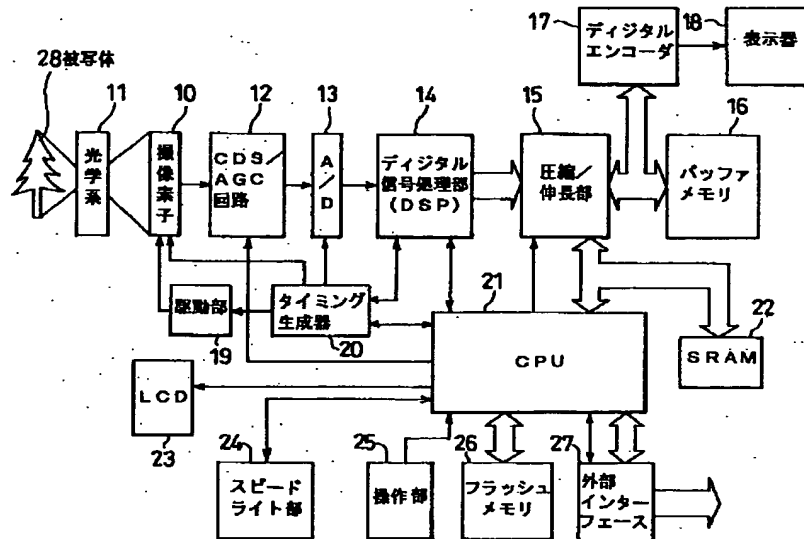 17
ディジタル
エンコーダ
18
表示器
28被写体
11
光学系
10
撮像素子
12
CDS/
AGC
回路
13
A/D
14
ディジタル
信号処理部
(DSP)
15
圧縮/
伸長部
16
バッファ
メモリ
駆動部
19
タイミング
生成器
20
21
CPU
22
SRAM
LCD
23
24
スピード
ライト部
25
操作部
26
フラッシュ
メモリ
27
外部
インター
フェース